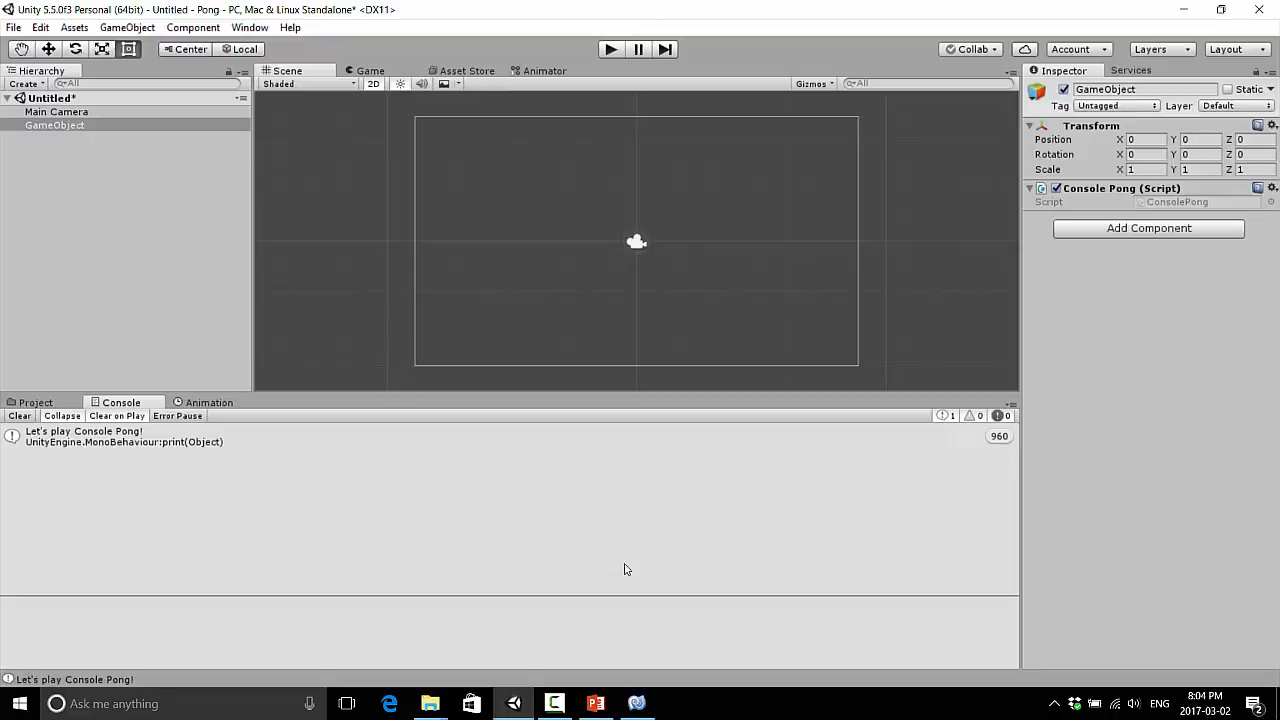 Unity 5.5.0f3 Personal (64bit) - Untitled - Pong - PC, Mac & Linux Standalone* <DX11>
File Edit Assets GameObject Component Window Help
Center Local Collab Account Layers Layout
Hierarchy Scene Game Asset Store Animator Inspector Services
Create All Shaded 2D Gizmos All
GameObject Static
Untitled*
Tag Untagged Layer Default
Main Camera
GameObject
Transform
Position X 0 Y 0 Z 0
Rotation X 0 Y 0 Z 0
Scale X 1 Y 1 Z 1
Console Pong (Script)
Script ConsolePong
Add Component
Project Console Animation
Clear Collapse Clear on Play Error Pause 1 0 0
Let's play Console Pong!
UnityEngine.MonoBehaviour:print(Object)
960
Let's play Console Pong!
Ask me anything
ENG
8:04 PM
2017-03-02